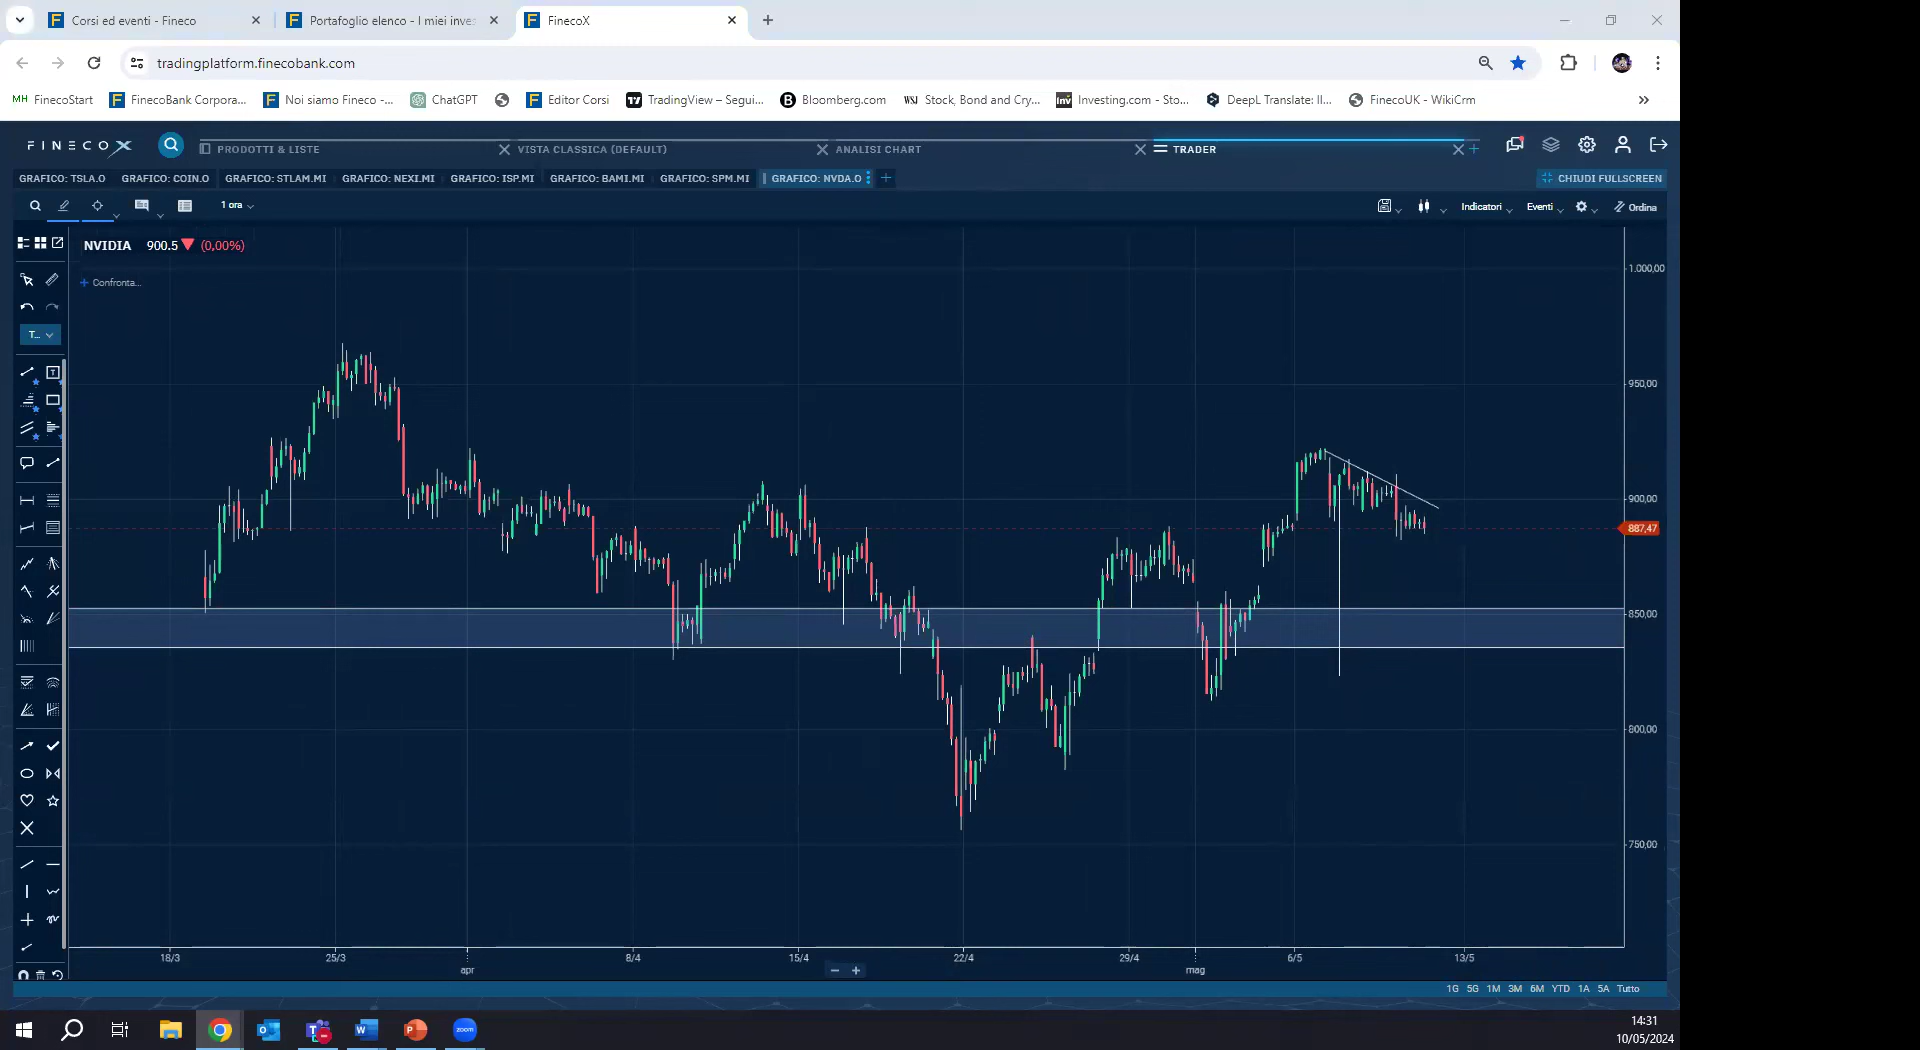 Corsi ed eventi - Fineco
Portafoglio elenco - I miei inves
FinecoX
tradingplatform.finecobank.com
MH FinecoStart
FinecoBank Corpora...
Noi siamo Fineco -...
ChatGPT
Editor Corsi
TradingView – Segui...
Bloomberg.com
WSJ Stock, Bond and Cry...
Inv Investing.com - Sto...
DeepL Translate: Il...
FinecoUK - WikiCrm
FINECOX
PRODOTTI & LISTE
VISTA CLASSICA (DEFAULT)
ANALISI CHART
TRADER
GRAFICO: TSLA.O
GRAFICO: COIN.O
GRAFICO: STLAM.MI
GRAFICO: NEXI.MI
GRAFICO: ISP.MI
GRAFICO: BAMI.MI
GRAFICO: SPM.MI
GRAFICO: NVDA.O
CHIUDI FULLSCREEN
1 ora
Indicatori
Eventi
Ordina
NVIDIA 900.5 (0,00%)
+ Confronta...
T...
1.000,00
950,00
900,00
887,47
850,00
800,00
750,00
18/3
25/3
apr
8/4
15/4
22/4
29/4
mag
6/5
13/5
1G 5G 1M 3M 6M YTD 1A 5A Tutto
zoom
14:31
10/05/2024